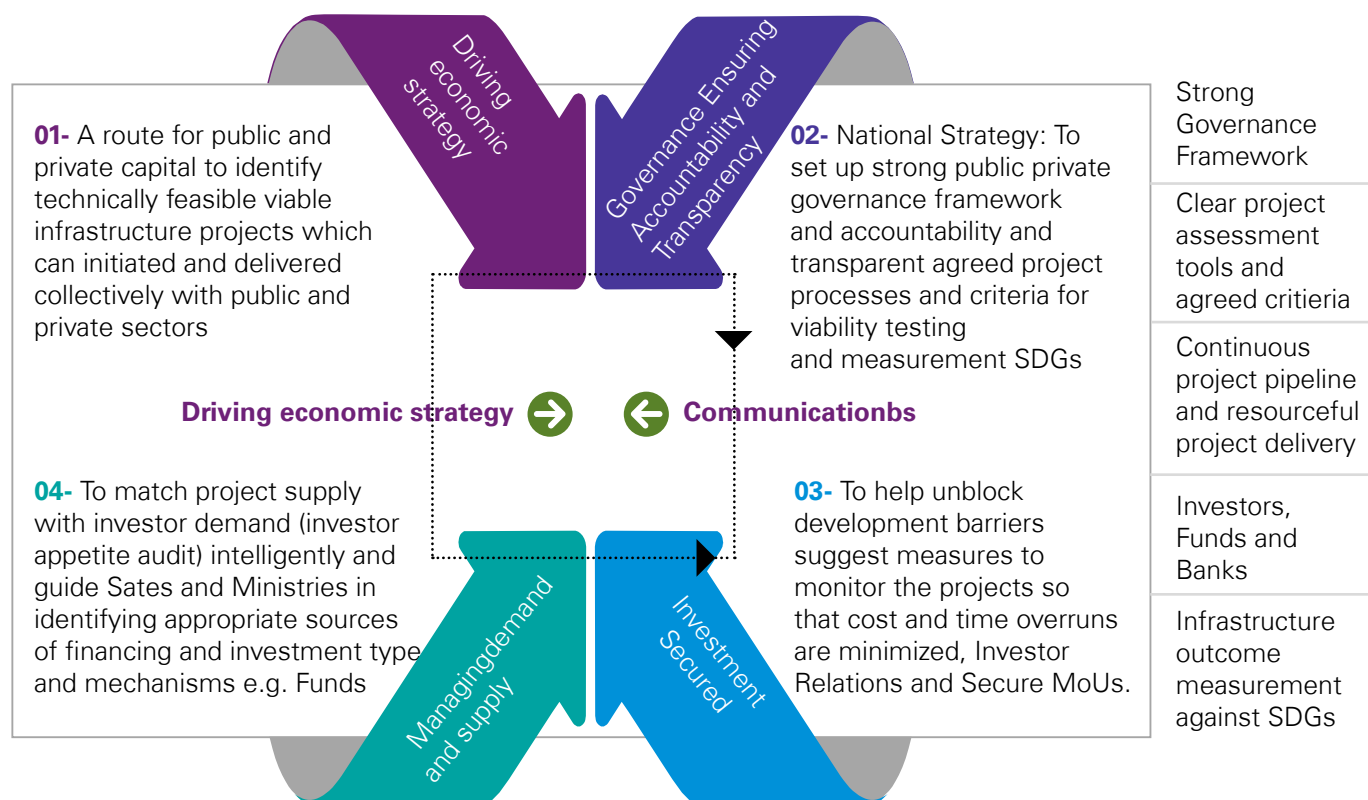 Driving
economic
strategy
Governance Ensuring
Accountability and
Transparency
01- A route for public and
private capital to identify
technically feasible viable
infrastructure projects which
can initiated and delivered
collectively with public and
private sectors
02- National Strategy: To
set up strong public private
governance framework
and accountability and
transparent agreed project
processes and criteria for
viability testing
and measurement SDGs
Driving economic strategy
Communicationbs
04- To match project supply
with investor demand (investor
appetite audit) intelligently and
guide Sates and Ministries in
identifying appropriate sources
of financing and investment type
and mechanisms e.g. Funds
03- To help unblock
development barriers
suggest measures to
monitor the projects so
that cost and time overruns
are minimized, Investor
Relations and Secure MoUs.
Managingdemand
and supply
Investment
Secured
Strong
Governance
Framework
Clear project
assessment
tools and
agreed critieria
Continuous
project pipeline
and resourceful
project delivery
Investors,
Funds and
Banks
Infrastructure
outcome
measurement
against SDGs